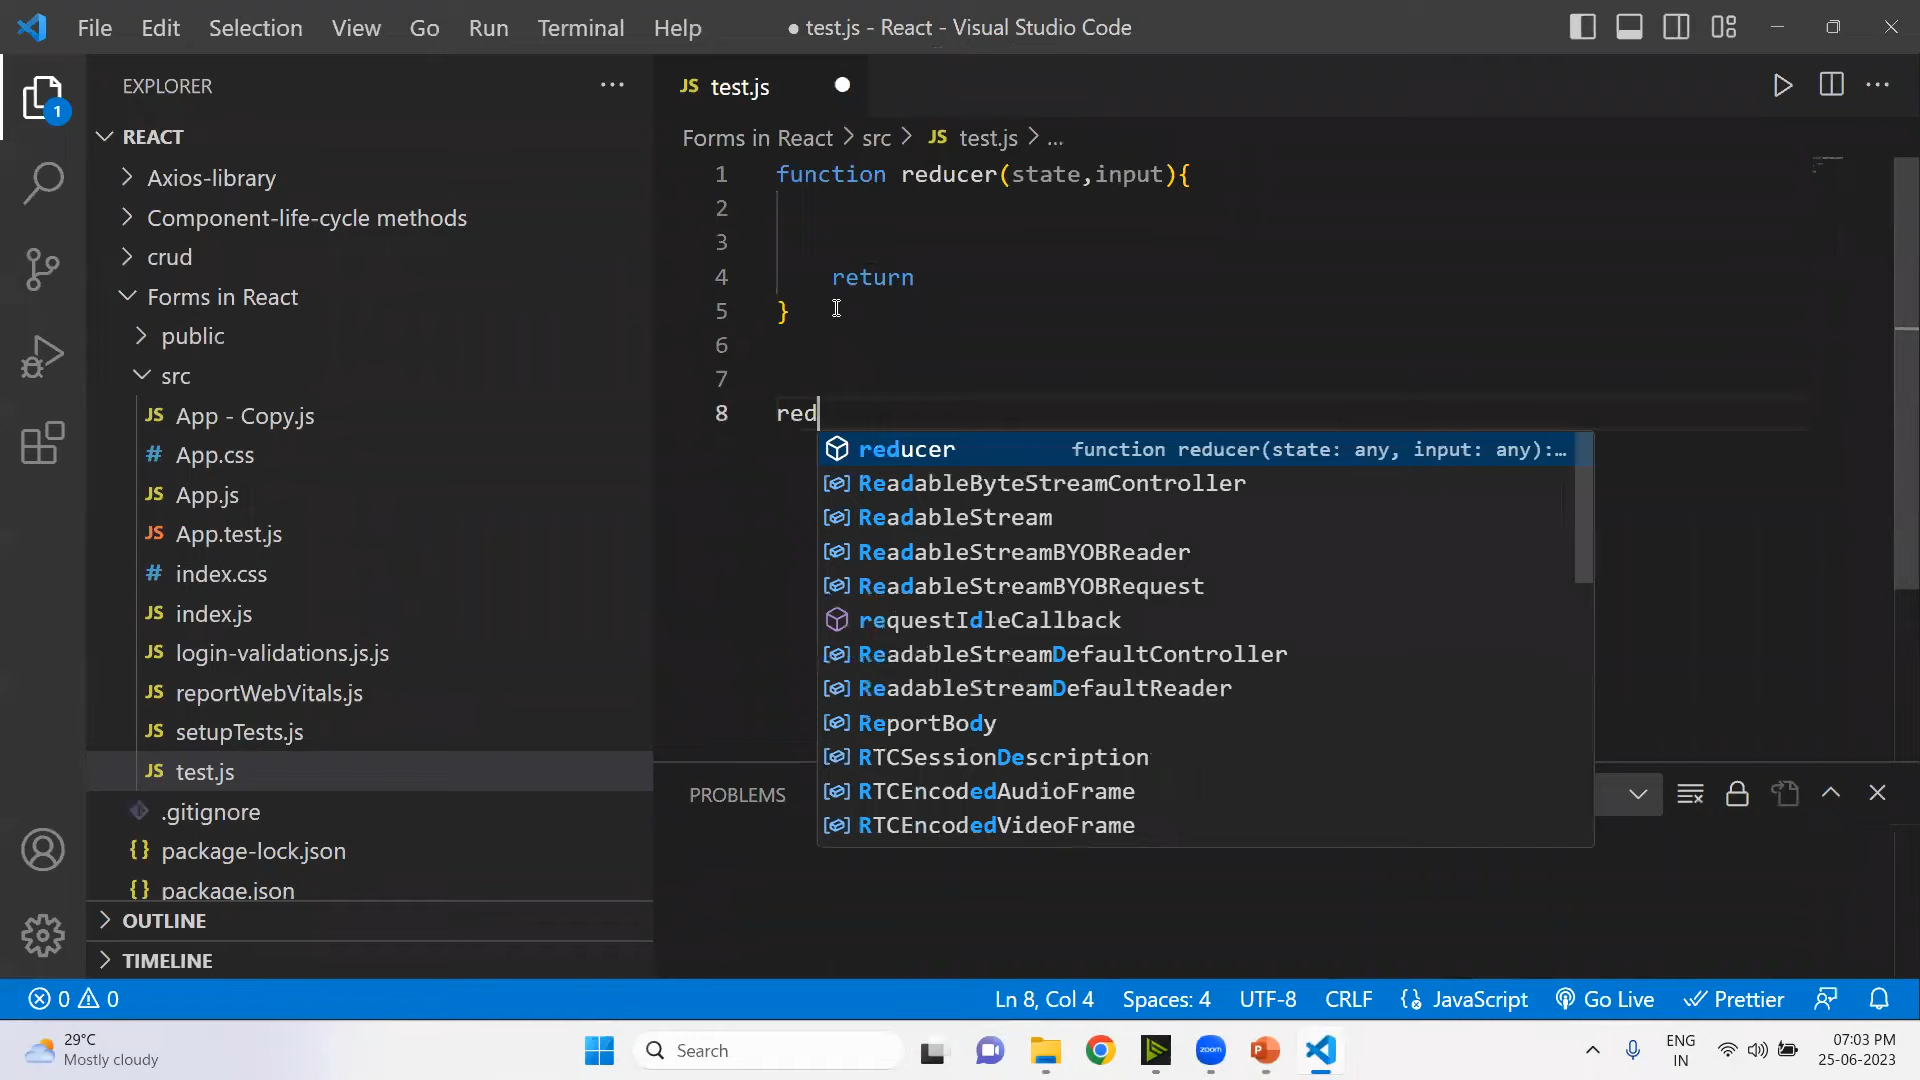 File Edit Selection View Go Run Terminal Help ● test.js - React - Visual Studio Code
EXPLORER ...
REACT
Axios-library
Component-life-cycle methods
crud
Forms in React
public
src
JS App - Copy.js
# App.css
JS App.js
JS App.test.js
# index.css
JS index.js
JS login-validations.js.js
JS reportWebVitals.js
JS setupTests.js
JS test.js
.gitignore
{} package-lock.json
{} package.json
OUTLINE
TIMELINE
1
JS test.js
Forms in React > src > JS test.js > ...
1 function reducer(state,input){
2
3
4 return
5 }
6
7
8 red
reducer function reducer(state: any, input: any):…
ReadableByteStreamController
ReadableStream
ReadableStreamBYOBReader
ReadableStreamBYOBRequest
requestIdleCallback
ReadableStreamDefaultController
ReadableStreamDefaultReader
ReportBody
RTCSessionDescription
RTCEncodedAudioFrame
RTCEncodedVideoFrame
PROBLEMS
0 0 Ln 8, Col 4 Spaces: 4 UTF-8 CRLF {} JavaScript Go Live Prettier
29°C
Mostly cloudy
Search
zoom
ENG
IN
07:03 PM
25-06-2023